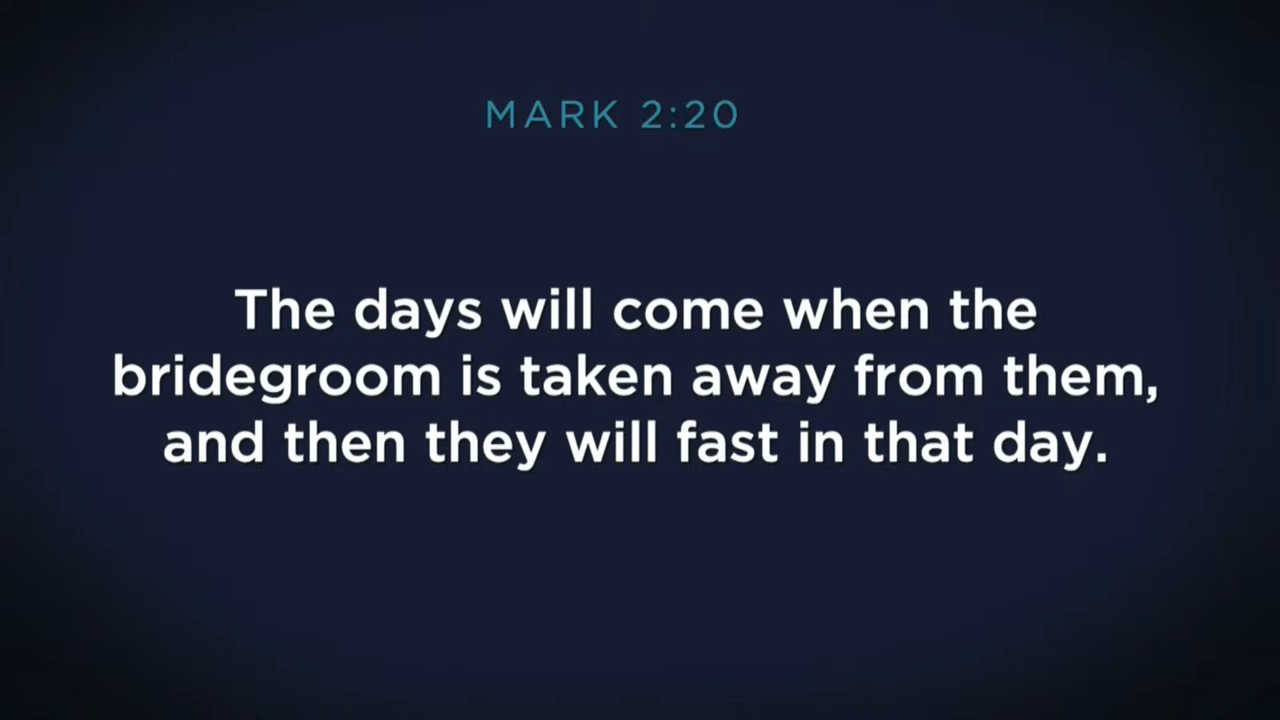 MARK 2:20
The days will come when the
bridegroom is taken away from them,
and then they will fast in that day.